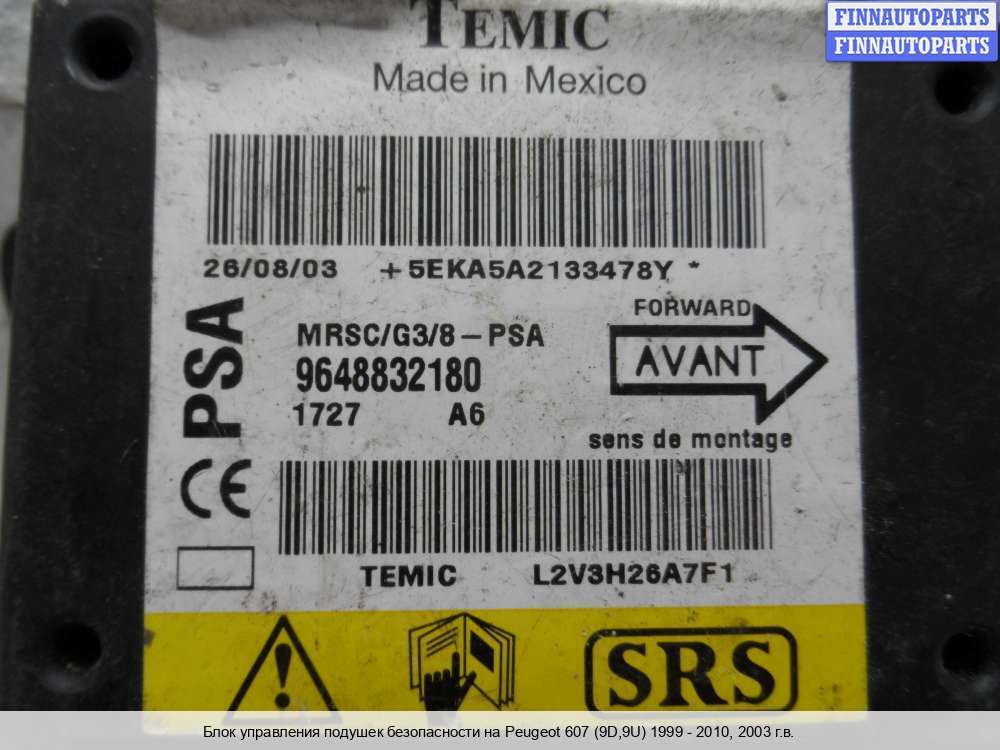 FINNAUTOPARTS
FINNAUTOPARTS
TEMIC
Made in Mexico
26/08/03 +5EKA5A2133478Y *
FORWARD
AVANT
sens de montage
PSA
MRSC/G3/8-PSA
9648832180
1727 A6
CE
TEMIC L2V3H26A7F1
SRS
Блок управления подушек безопасности на Peugeot 607 (9D,9U) 1999 - 2010, 2003 г.в.